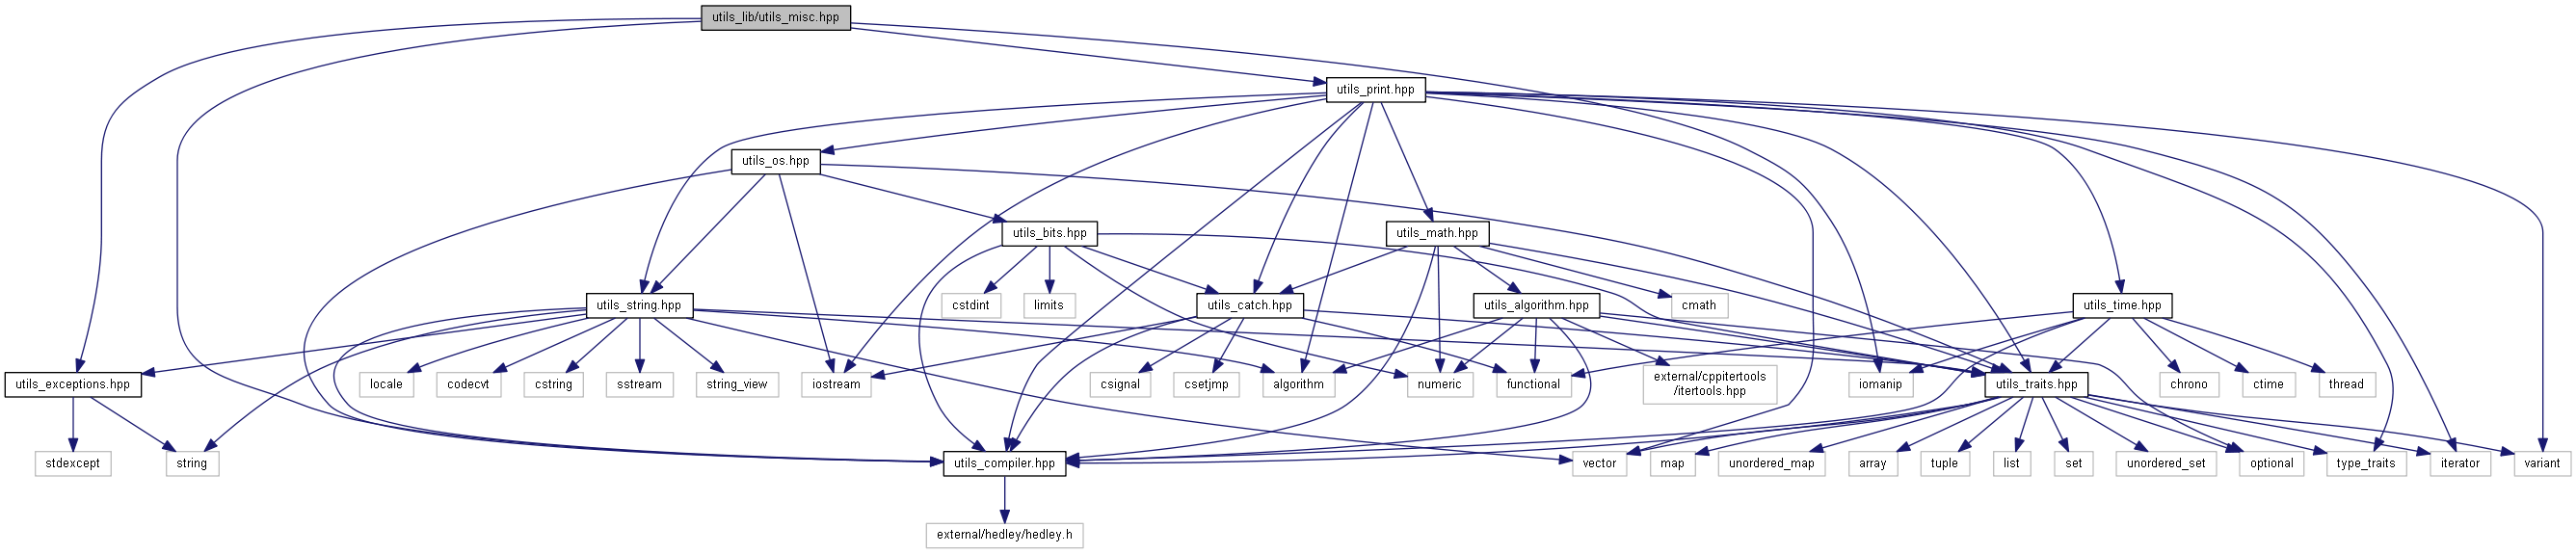 utils_lib/utils_misc.hpp
utils_print.hpp
utils_os.hpp
utils_bits.hpp
utils_math.hpp
utils_string.hpp
cstdint
limits
utils_catch.hpp
utils_algorithm.hpp
cmath
utils_time.hpp
utils_exceptions.hpp
locale
codecvt
cstring
sstream
string_view
iostream
csignal
csetjmp
algorithm
numeric
functional
external/cppitertools
/itertools.hpp
iomanip
utils_traits.hpp
chrono
ctime
thread
stdexcept
string
utils_compiler.hpp
vector
map
unordered_map
array
tuple
list
set
unordered_set
optional
type_traits
iterator
variant
external/hedley/hedley.h